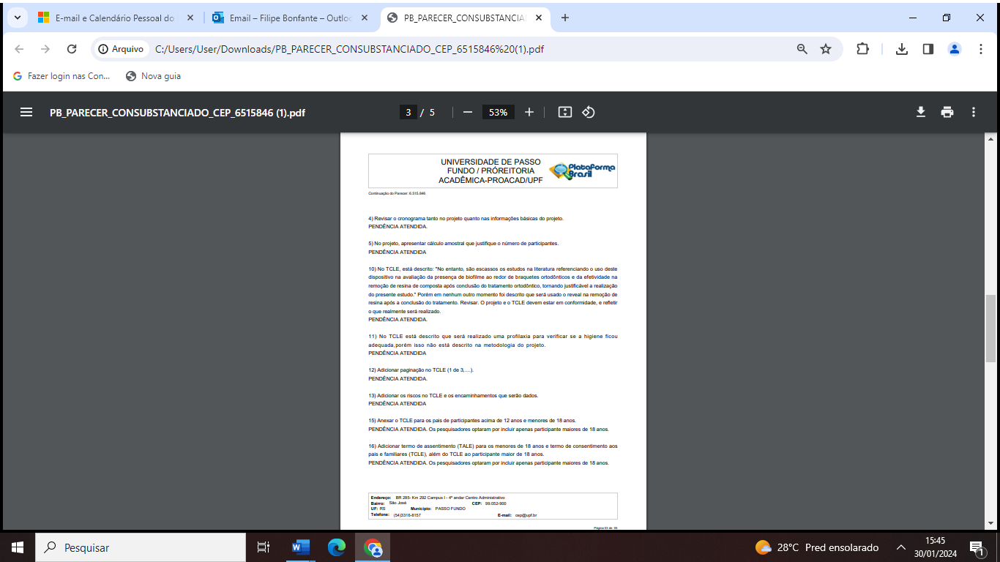 E-mail e Calendário Pessoal do
Email – Filipe Bonfante – Outloo
PB_PARECER_CONSUBSTANCIA
Arquivo
C:/Users/User/Downloads/PB_PARECER_CONSUBSTANCIADO_CEP_6515846%20(1).pdf
Fazer login nas Con...
Nova guia
PB_PARECER_CONSUBSTANCIADO_CEP_6515846 (1).pdf
3 / 5
53%
UNIVERSIDADE DE PASSO
FUNDO / PRÓREITORIA
ACADÊMICA-PROACAD/UPF
Plataforma
Brasil
Continuação do Parecer: 6.515.846
4) Revisar o cronograma tanto no projeto quanto nas informações básicas do projeto.
PENDÊNCIA ATENDIDA.
5) No projeto, apresentar cálculo amostral que justifique o número de participantes.
PENDÊNCIA ATENDIDA
10) No TCLE, está descrito: "No entanto, são escassos os estudos na literatura referenciando o uso deste
dispositivo na avaliação da presença de biofilme ao redor de braquetes ortodônticos e da efetividade na
remoção de resina de composta após conclusão do tratamento ortodôntico, tornando justificável a realização
do presente estudo." Porém em nenhum outro momento foi descrito que será usado o reveal na remoção de
resina após a conclusão do tratamento. Revisar. O projeto e o TCLE devem estar em conformidade, e refletir
o que realmente será realizado.
PENDÊNCIA ATENDIDA.
11) No TCLE está descrito que será realizado uma profilaxia para verificar se a higiene ficou
adequada,porém isso não está descrito na metodologia do projeto.
PENDÊNCIA ATENDIDA
12) Adicionar paginação no TCLE (1 de 3,....).
PENDÊNCIA ATENDIDA.
13) Adicionar os riscos no TCLE e os encaminhamentos que serão dados.
PENDÊNCIA ATENDIDA
15) Anexar o TCLE para os pais de participantes acima de 12 anos e menores de 18 anos.
PENDÊNCIA ATENDIDA. Os pesquisadores optaram por incluir apenas participante maiores de 18 anos.
16) Adicionar termo de assentimento (TALE) para os menores de 18 anos e termo de consentimento aos
pais e familiares (TCLE), além do TCLE ao participante maior de 18 anos.
PENDÊNCIA ATENDIDA. Os pesquisadores optaram por incluir apenas participante maiores de 18 anos.
Endereço: BR 285- Km 292 Campus I - 4º andar Centro Administrativo
Bairro: São José CEP: 99.052-900
UF: RS Município: PASSO FUNDO
Telefone: (54)3316-8157 E-mail: cep@upf.br
Página 03 de 05
Pesquisar
28°C Pred ensolarado
15:45
30/01/2024
1